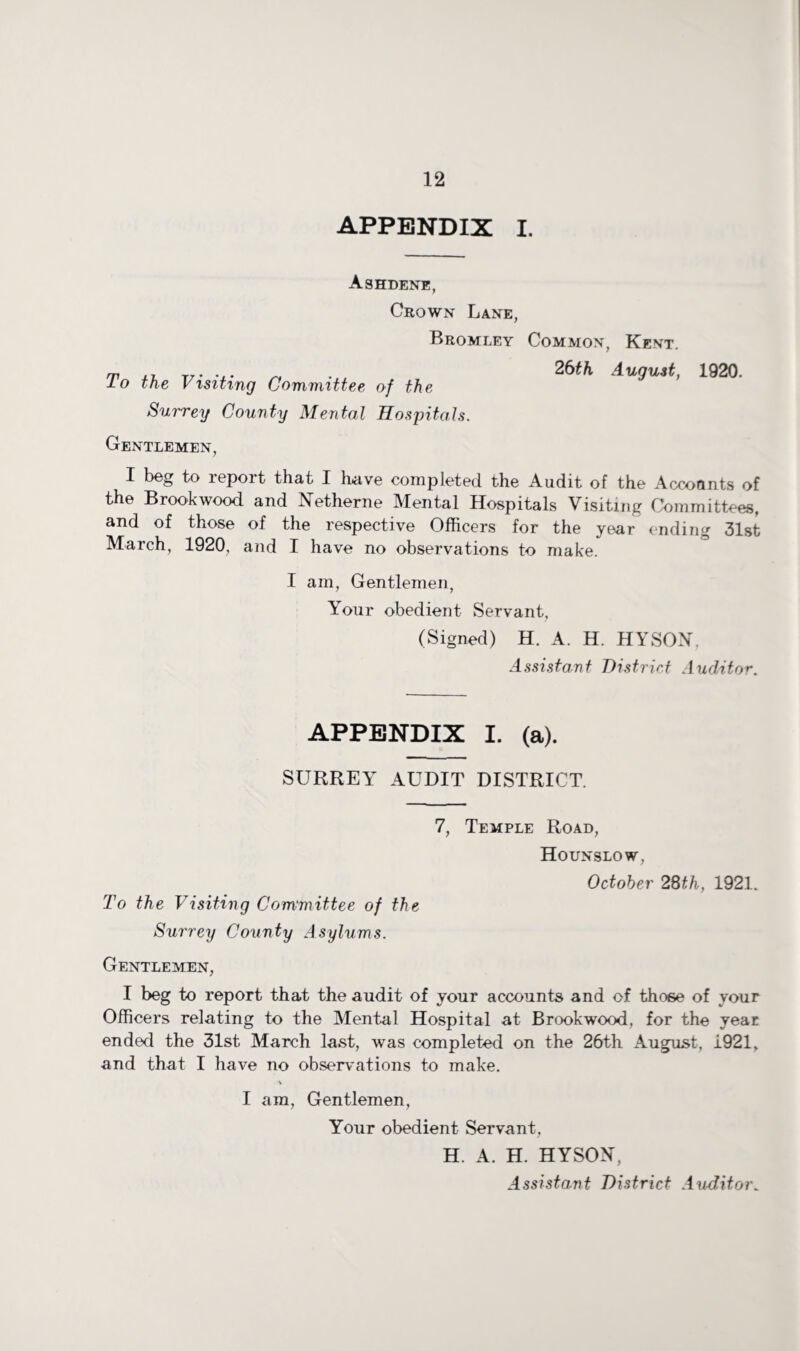 12
APPENDIX I.
Ashdene,
Crown Lane,
Bromley Common, Kent.
26th August, 1920.
To the Visiting Committee of the
Surrey County Mental Hospitals.
Gentlemen,
I beg to report that I have completed the Audit of the Accounts of
the Brookwood and Netherne Mental Hospitals Visiting Committees,
and of those of the respective Officers for the year ending 31st
March, 1920, and I have no observations to make.
I am, Gentlemen,
Your obedient Servant,
(Signed) H. A. H. HYSON,
Assistant District Auditor.
APPENDIX I. (a).
SURREY AUDIT DISTRICT.
7, Temple Road,
Hounslow,
October 28th, 1921.
To the Visiting Committee of the
Surrey County Asylums.
Gentlemen,
I beg to report that the audit of your accounts and of those of your
Officers relating to the Mental Hospital at Brookwood, for the year
ended the 31st March last, was completed on the 26th August, 1921,
and that I have no observations to make.
I am, Gentlemen,
Your obedient Servant,
H. A. H. HYSON,
Assistant District Auditor.